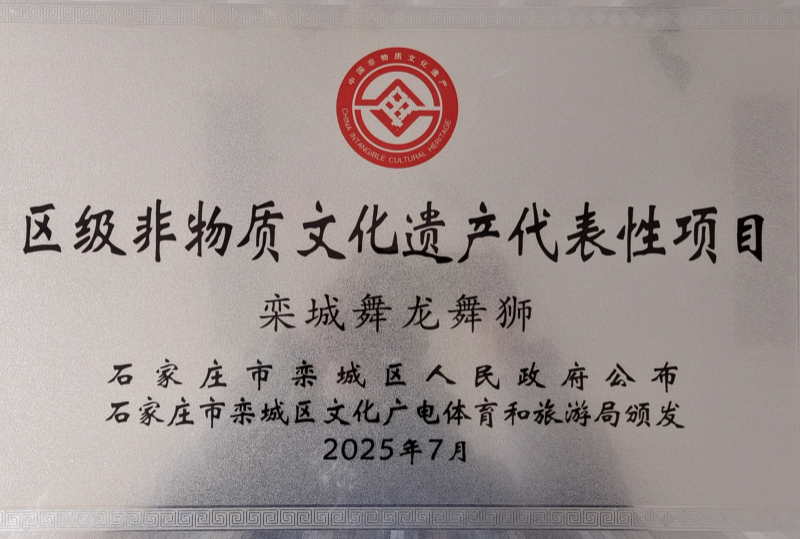 中国非物质文化遗产
CHINA INTANGIBLE CULTURAL HERITAGE
区级非物质文化遗产代表性项目
栾城舞龙舞狮
石家庄市栾城区人民政府公布
石家庄市栾城区文化广电体育和旅游局颁发
2025年7月